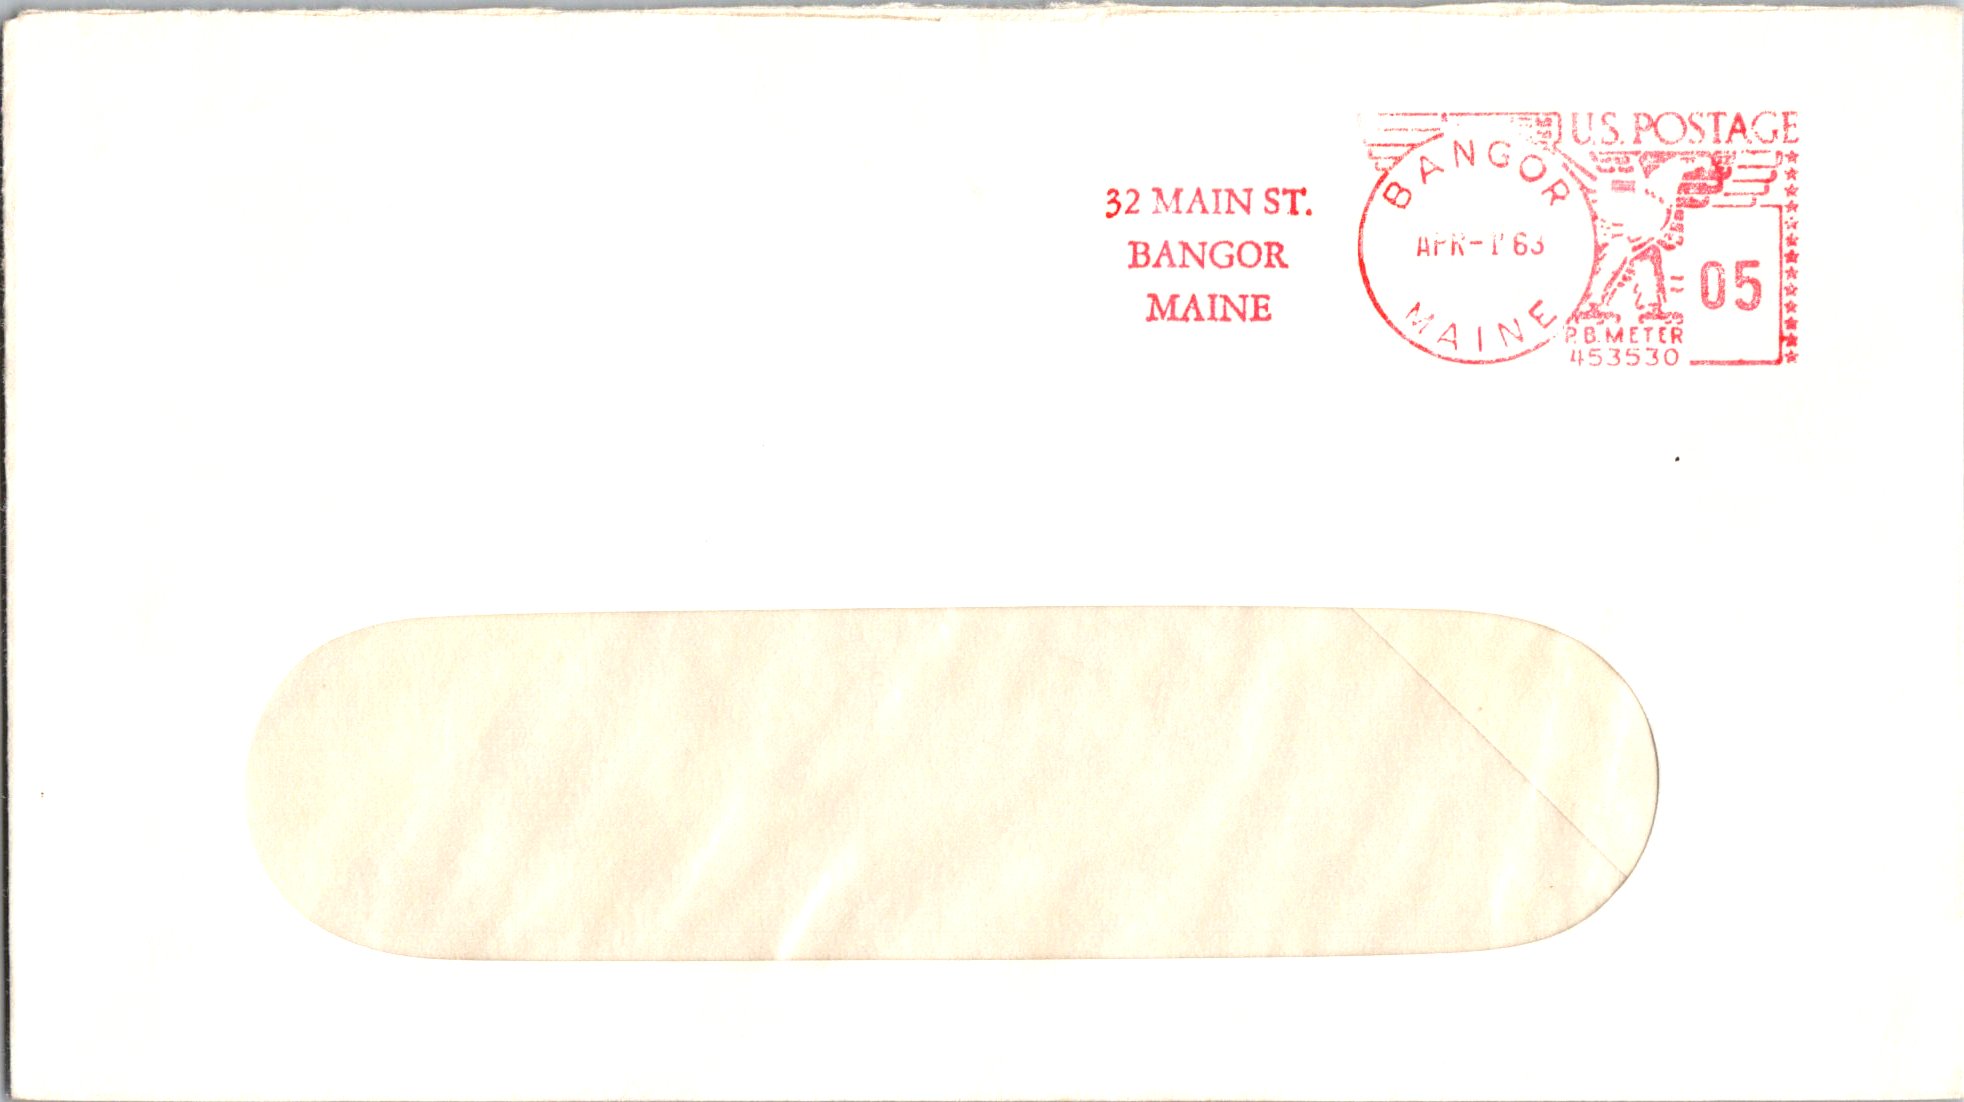 32 MAIN ST.
BANGOR
MAINE
BANGOR
APR-1'63
MAINE
U.S. POSTAGE
05
P.B. METER
453530